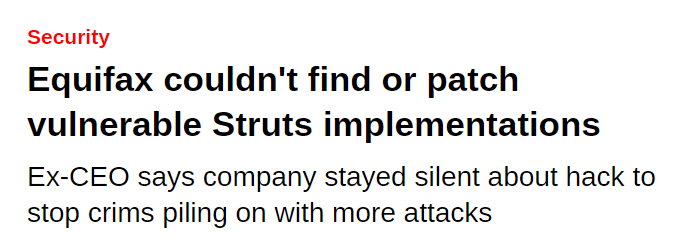 Security
Equifax couldn't find or patch
vulnerable Struts implementations
Ex-CEO says company stayed silent about hack to
stop crims piling on with more attacks